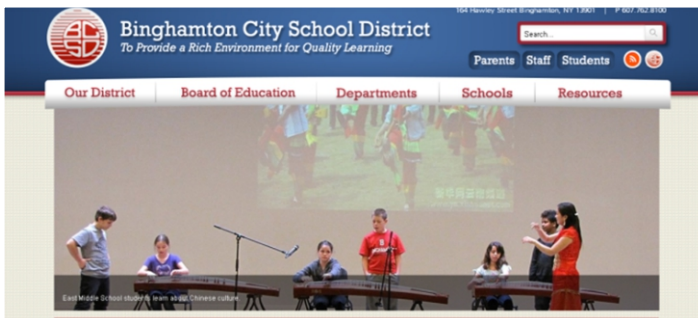 164 Hawley Street Binghamton, NY 13901 | P 607.762.8100
BCSD
Binghamton City School District
To Provide a Rich Environment for Quality Learning
Search...
Parents Staff Students
Our District Board of Education Departments Schools Resources
East Middle School students learn about Chinese culture.